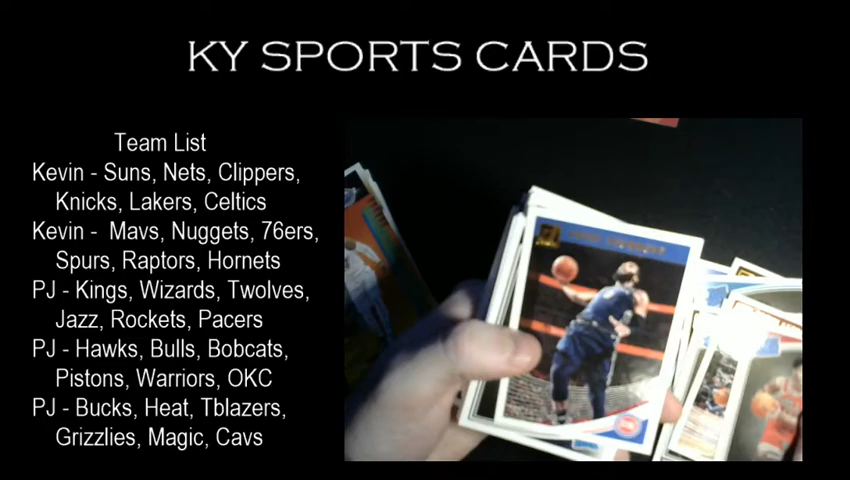 KY SPORTS CARDS
Team List
Kevin - Suns, Nets, Clippers,
Knicks, Lakers, Celtics
Kevin - Mavs, Nuggets, 76ers,
Spurs, Raptors, Hornets
PJ - Kings, Wizards, Twolves,
Jazz, Rockets, Pacers
PJ - Hawks, Bulls, Bobcats,
Pistons, Warriors, OKC
PJ - Bucks, Heat, Tblazers,
Grizzlies, Magic, Cavs